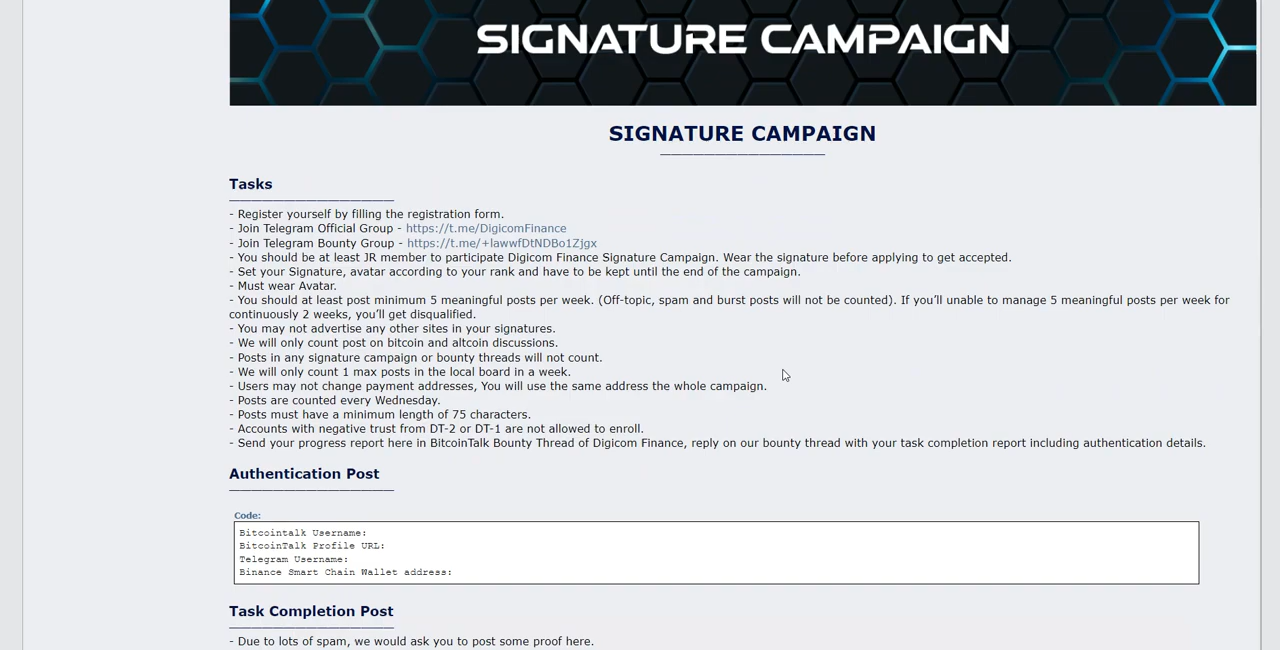 SIGNATURE CAMPAIGN
SIGNATURE CAMPAIGN
Tasks
- Register yourself by filling the registration form.
- Join Telegram Official Group - https://t.me/DigicomFinance
- Join Telegram Bounty Group - https://t.me/+lawwfDtNDBo1Zjgx
- You should be at least JR member to participate Digicom Finance Signature Campaign. Wear the signature before applying to get accepted.
- Set your Signature, avatar according to your rank and have to be kept until the end of the campaign.
- Must wear Avatar.
- You should at least post minimum 5 meaningful posts per week. (Off-topic, spam and burst posts will not be counted). If you’ll unable to manage 5 meaningful posts per week for
continuously 2 weeks, you’ll get disqualified.
- You may not advertise any other sites in your signatures.
- We will only count post on bitcoin and altcoin discussions.
- Posts in any signature campaign or bounty threads will not count.
- We will only count 1 max posts in the local board in a week.
- Users may not change payment addresses, You will use the same address the whole campaign.
- Posts are counted every Wednesday.
- Posts must have a minimum length of 75 characters.
- Accounts with negative trust from DT-2 or DT-1 are not allowed to enroll.
- Send your progress report here in BitcoinTalk Bounty Thread of Digicom Finance, reply on our bounty thread with your task completion report including authentication details.
Authentication Post
Code:
Bitcointalk Username:
BitcoinTalk Profile URL:
Telegram Username:
Binance Smart Chain Wallet address:
Task Completion Post
- Due to lots of spam, we would ask you to post some proof here.